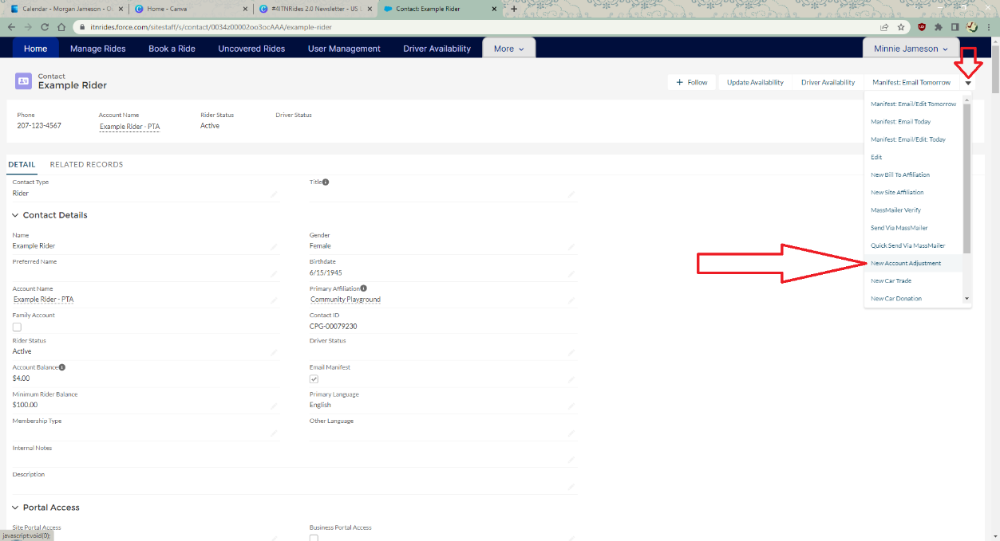 Calendar - Morgan Jameson - O
Home - Canva
#4ITNRides 2.0 Newsletter - US L
Contact: Example Rider
itnrides.force.com/sitestaff/s/contact/0034z00002oo3ocAAA/example-rider
Home
Manage Rides
Book a Ride
Uncovered Rides
User Management
Driver Availability
More
Minnie Jameson
Contact
Example Rider
Follow
Update Availability
Driver Availability
Manifest: Email Tomorrow
Phone
Account Name
Rider Status
Driver Status
207-123-4567
Example Rider - PTA
Active
Manifest: Email/Edit Tomorrow
Manifest: Email Today
Manifest: Email/Edit: Today
Edit
New Bill To Affiliation
New Site Affiliation
MassMailer Verify
Send Via MassMailer
Quick Send Via MassMailer
New Account Adjustment
New Car Trade
New Car Donation
DETAIL
RELATED RECORDS
Contact Type
Title
Rider
Contact Details
Name
Gender
Example Rider
Female
Preferred Name
Birthdate
6/15/1945
Account Name
Primary Affiliation
Example Rider - PTA
Community Playground
Family Account
Contact ID
CPG-00079230
Rider Status
Driver Status
Active
Account Balance
Email Manifest
$4.00
Minimum Rider Balance
Primary Language
$100.00
English
Membership Type
Other Language
Internal Notes
Description
Portal Access
Site Portal Access
Business Portal Access
javascript:void(0);